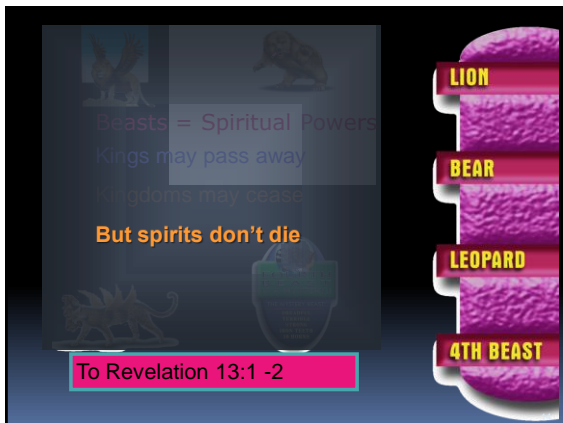 Beasts = Spiritual Powers
Kings may pass away
Kingdoms may cease
But spirits don't die
To Revelation 13:1 -2
LION
BEAR
LEOPARD
4TH BEAST